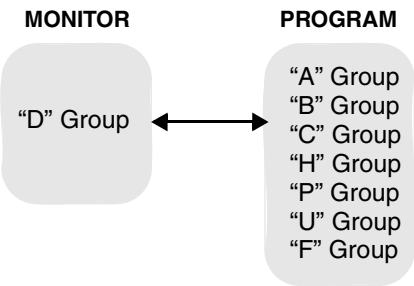 MONITOR
PROGRAM
“D” Group
“A” Group
“B” Group
“C” Group
“H” Group
“P” Group
“U” Group
“F” Group